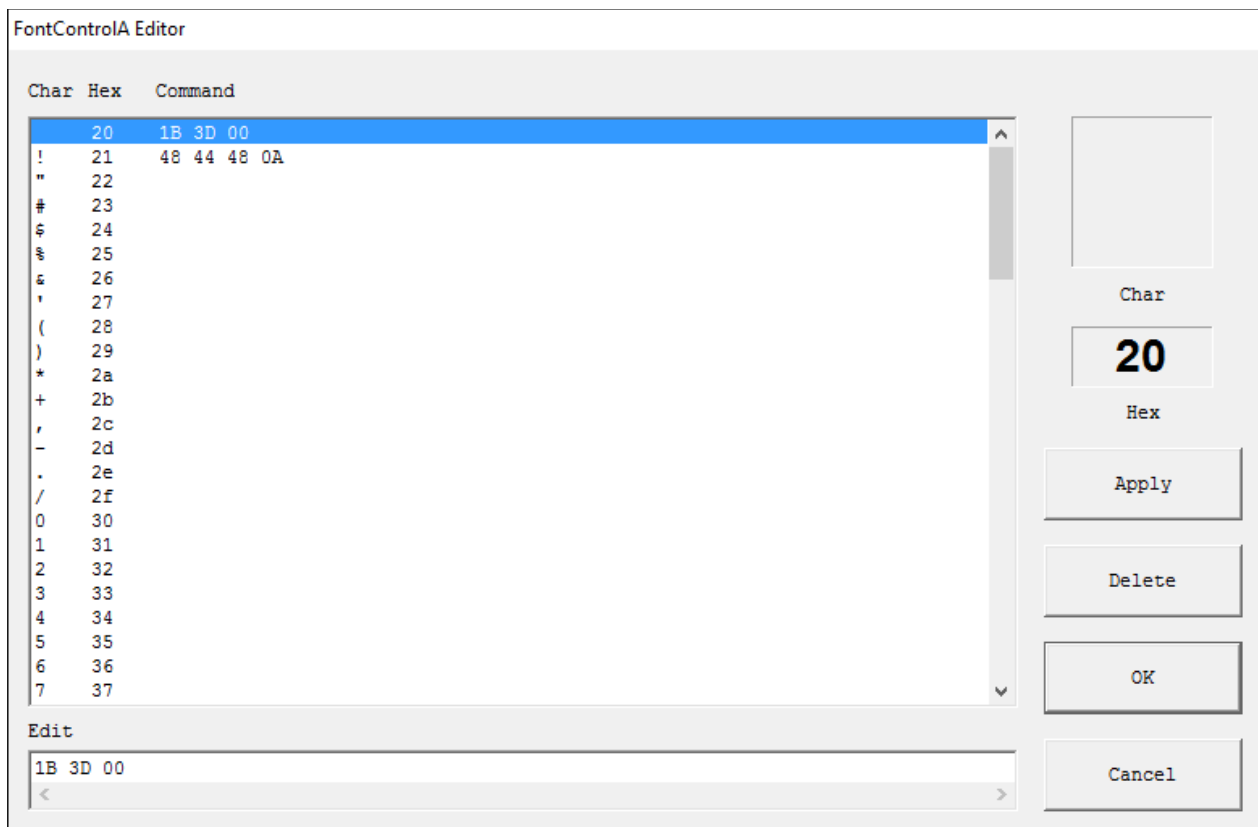 FontControlA Editor
Char Hex Command
20 1B 3D 00
! 21 48 44 48 0A
" 22
# 23
$ 24
% 25
& 26
' 27
( 28
) 29
* 2a
+ 2b
, 2c
- 2d
. 2e
/ 2f
0 30
1 31
2 32
3 33
4 34
5 35
6 36
7 37
Char
20
Hex
Apply
Delete
OK
Cancel
Edit
1B 3D 00